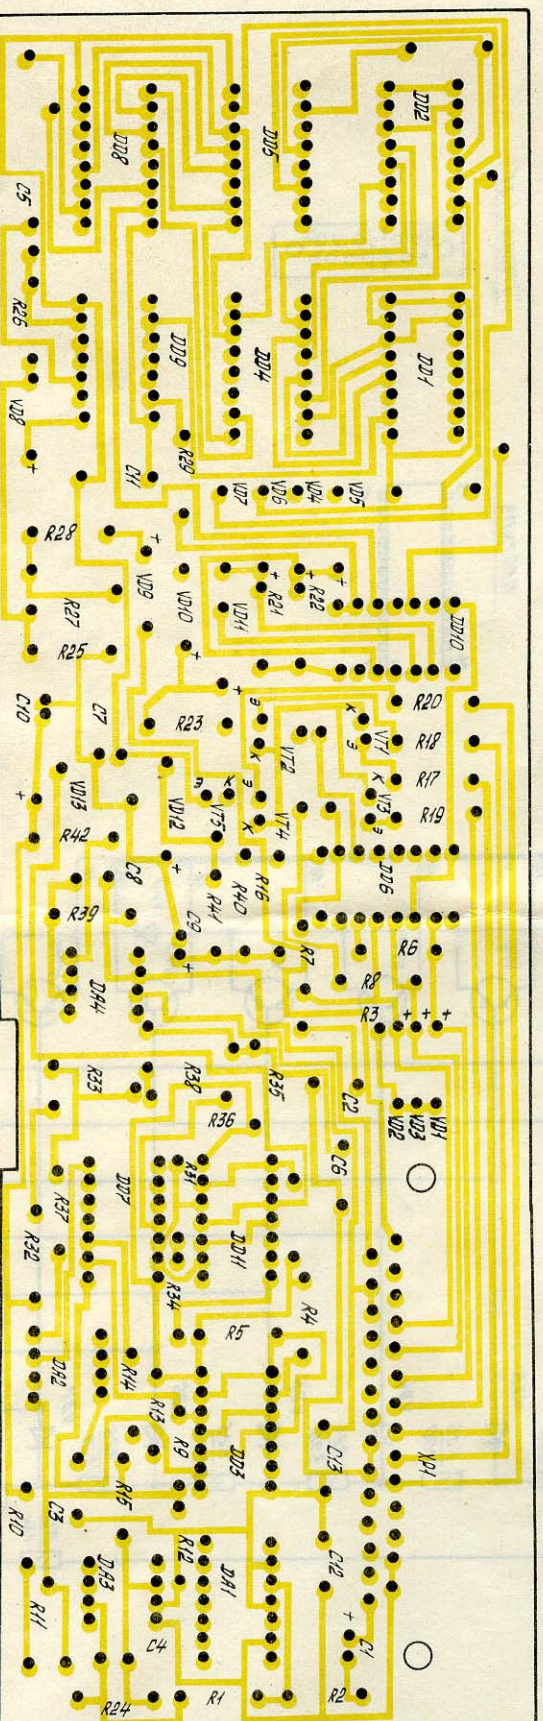 DD2
DD5
DD8
C5
R26
DD1
DD4
DD9
VD8
+
R29
C11
VD7
VD6
VD4
VD5
R28
+
VD9
VD10
VD11
+
R21
+
R22
+
DD10
R27
R25
+
C10
C7
R23
+
Э
К
К
Э
R20
VT2
VT1
R18
VD13
+
VD12
Э
К
VT5
Э
К
VT4
К
VT3
Э
R17
R19
R42
C8
+
R41
R40
R16
DD6
R39
C9
+
R7
R6
DA4
R8
R3
+
+
+
R33
R38
R35
C2
VD2
VD3
VD1
R36
C6
R37
DD7
R31
DD11
R32
R34
R5
R4
DA2
R14
R13
R9
DD3
C13
XP1
R15
R10
C3
R12
DA1
C12
DA3
R11
C4
+
C1
R24
R1
R2